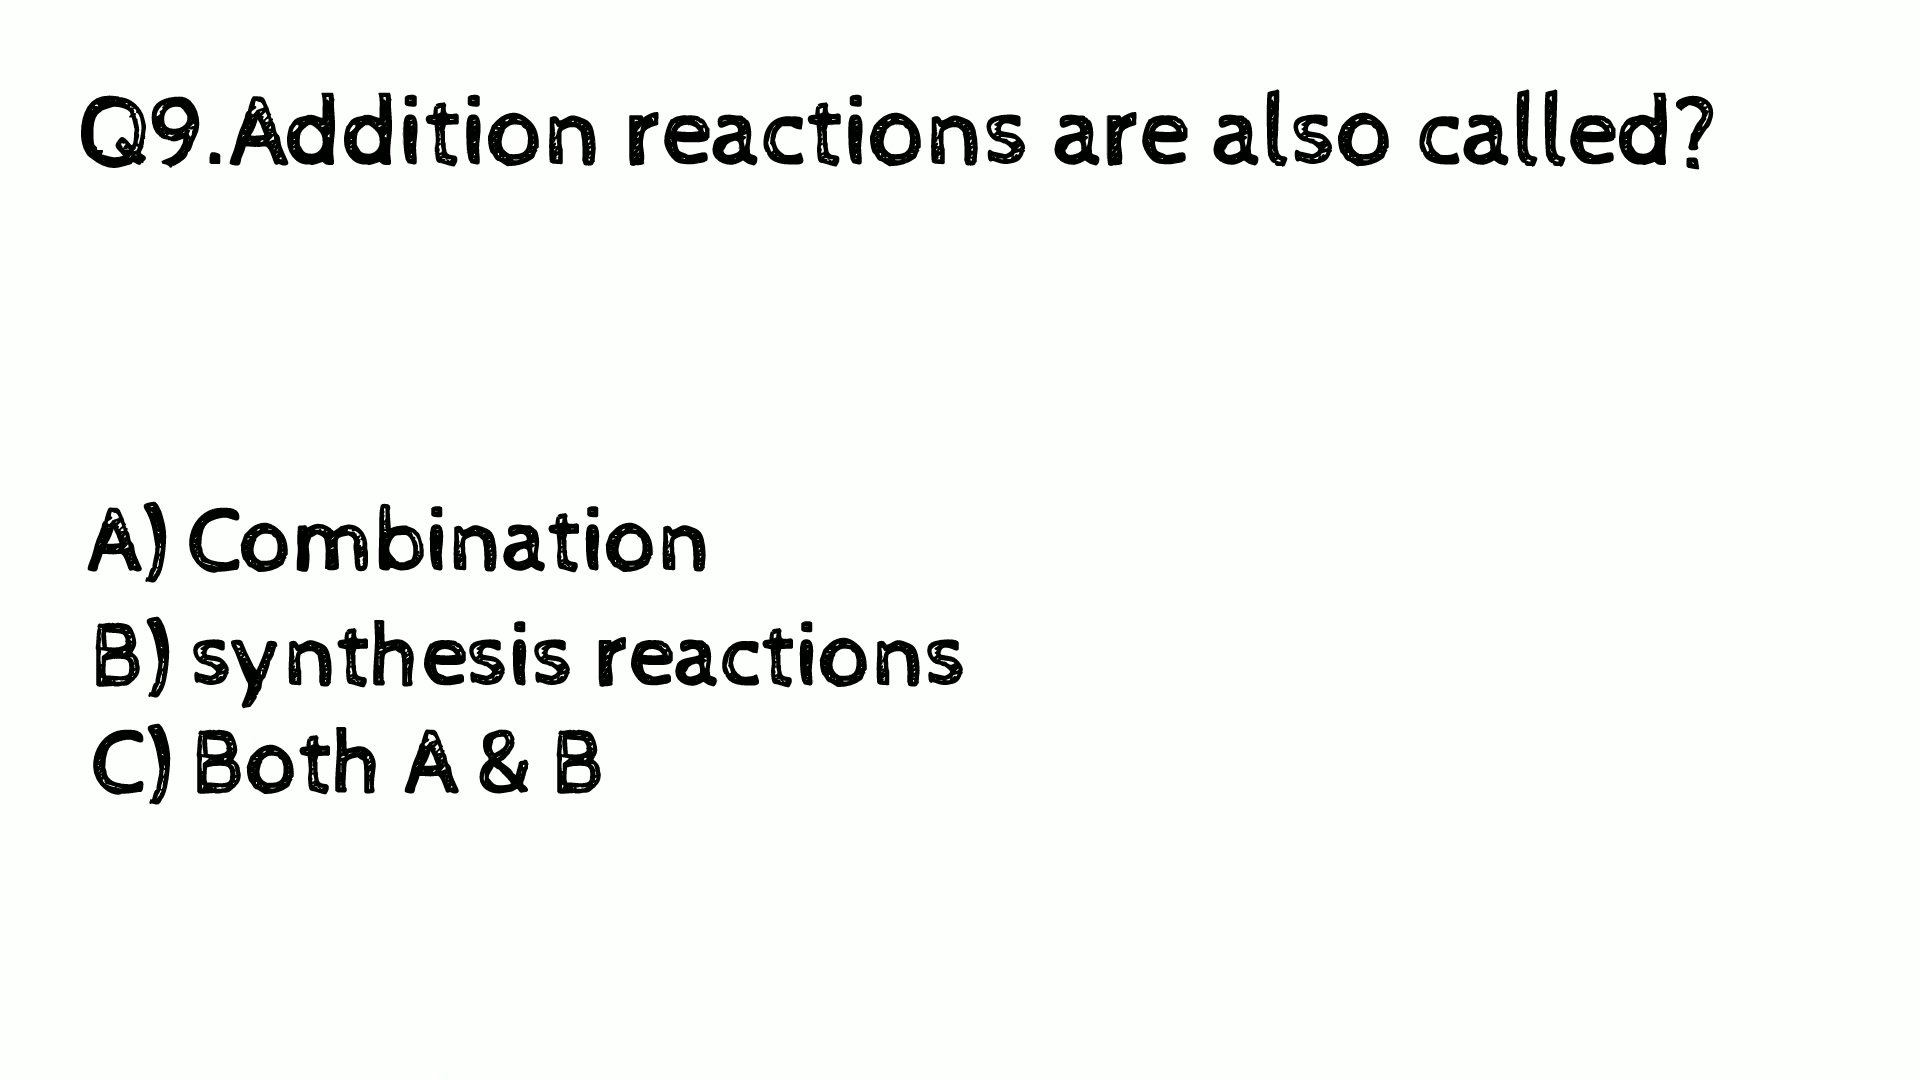 Q9.Addition reactions are also called?
A) Combination
B) synthesis reactions
C) Both A & B